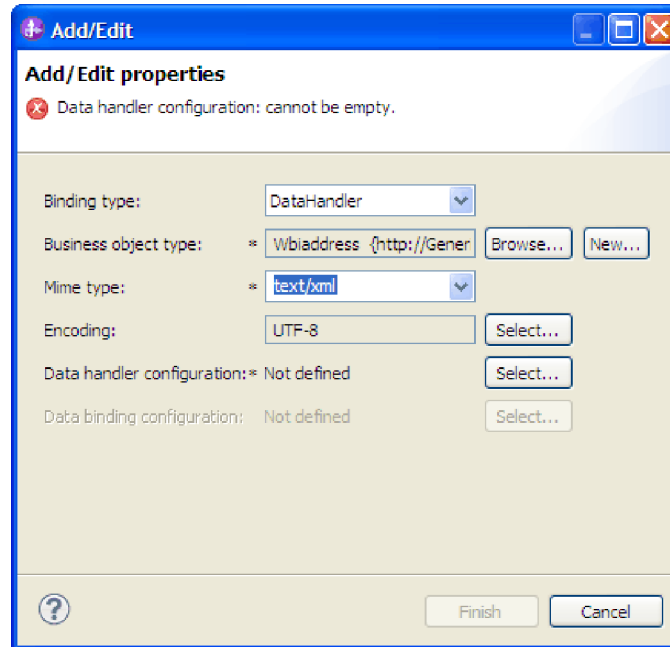 Add/Edit
Add/Edit properties
Data handler configuration: cannot be empty.
Binding type: DataHandler
Business object type: * Wbiaddress {http://Gener Browse... New...
Mime type: * text/xml
Encoding: UTF-8 Select...
Data handler configuration:* Not defined Select...
Data binding configuration: Not defined Select...
? Finish Cancel